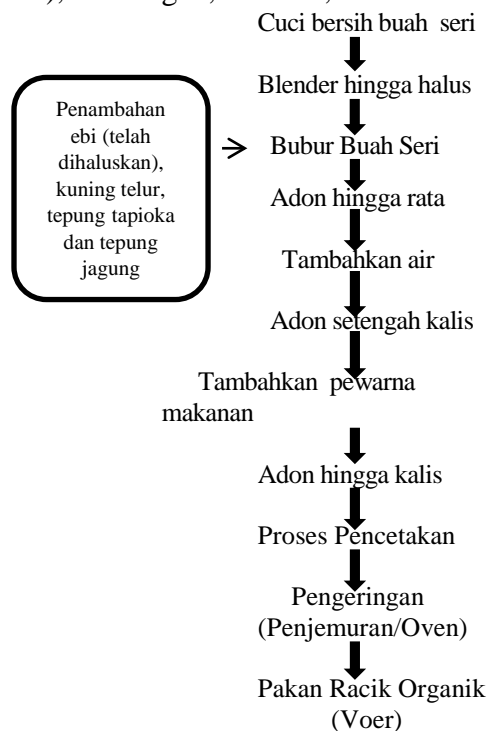 Cuci bersih buah seri
Blender hingga halus
Penambahan
ebi (telah
dihaluskan),
kuning telur,
tepung tapioka
dan tepung
jagung
Bubur Buah Seri
Adon hingga rata
Tambahkan air
Adon setengah kalis
Tambahkan pewarna
makanan
Adon hingga kalis
Proses Pencetakan
Pengeringan
(Penjemuran/Oven)
Pakan Racik Organik
(Voer)